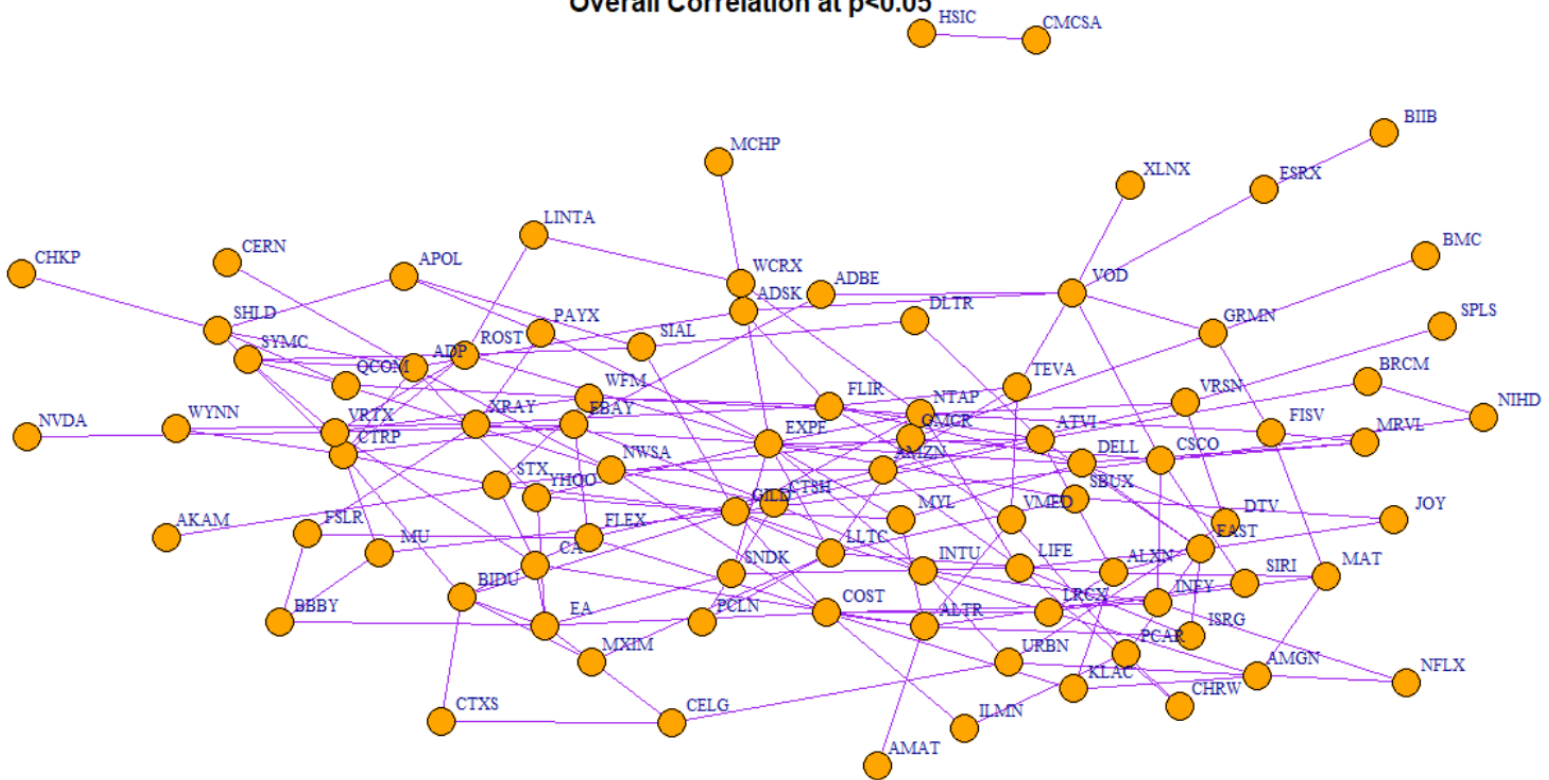 Overall Correlation at p<0.05
HSIC
CMCSA
BIIB
MCHP
XLNX
ESRX
LINTA
BMC
CERN
APOL
CHKP
WCRX
ADBE
VOD
ADSK
DLTR
SHLD
PAYX
GRMN
SPLS
SYMC
ADP
ROST
SIAL
QCOM
WFM
FLIR
NTAP
TEVA
VRSN
BRCM
NIHD
NVDA
WYNN
VRTX
XRAY
EBAY
GMCR
ATVI
FISV
MRVL
CTRP
EXPE
AMZN
DELL
CSCO
STX
YHOO
NWSA
GILD
CTSH
SBUX
AKAM
FSLR
MU
FLEX
MYL
VMED
DTV
JOY
CA
LLTC
FAST
SNDK
INTU
LIFE
ALXN
SIRI
MAT
BIDU
BBBY
EA
PCLN
COST
ALTR
LRCX
INFY
ISRG
MXIM
URBN
PCAR
AMGN
NFLX
KLAC
CHRW
CTXS
CELG
ILMN
AMAT